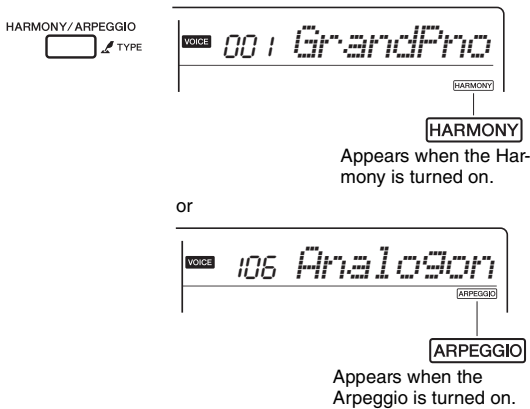 HARMONY/ARPEGGIO
TYPE
VOICE 001 GrandPno
HARMONY
HARMONY
Appears when the Har-
mony is turned on.
or
VOICE 106 Analogon
ARPEGGIO
ARPEGGIO
Appears when the
Arpeggio is turned on.